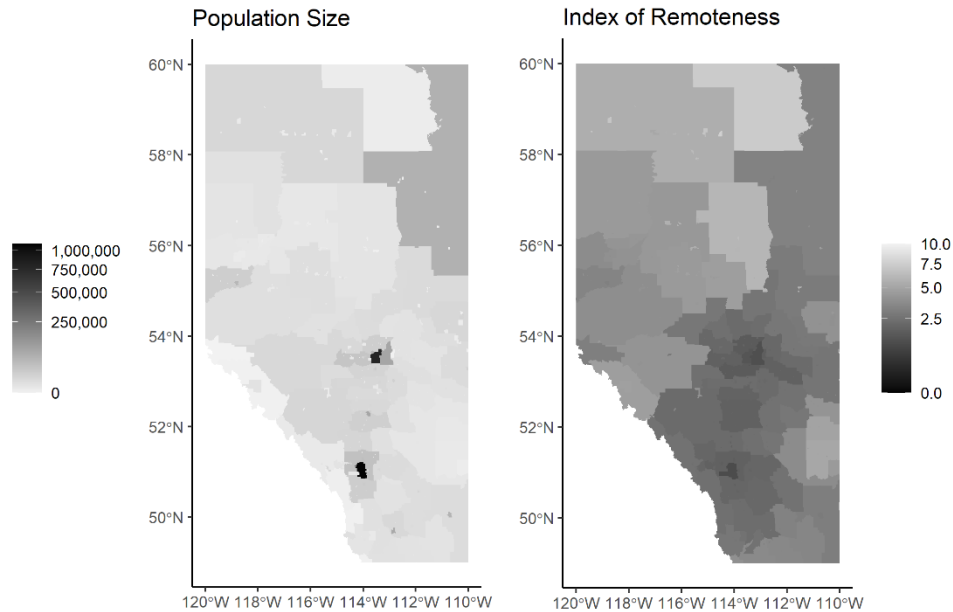 Population Size
Index of Remoteness
60°N
58°N
56°N
54°N
52°N
50°N
120°W 118°W 116°W 114°W 112°W 110°W
1,000,000
750,000
500,000
250,000
0
60°N
58°N
56°N
54°N
52°N
50°N
120°W 118°W 116°W 114°W 112°W 110°W
10.0
7.5
5.0
2.5
0.0